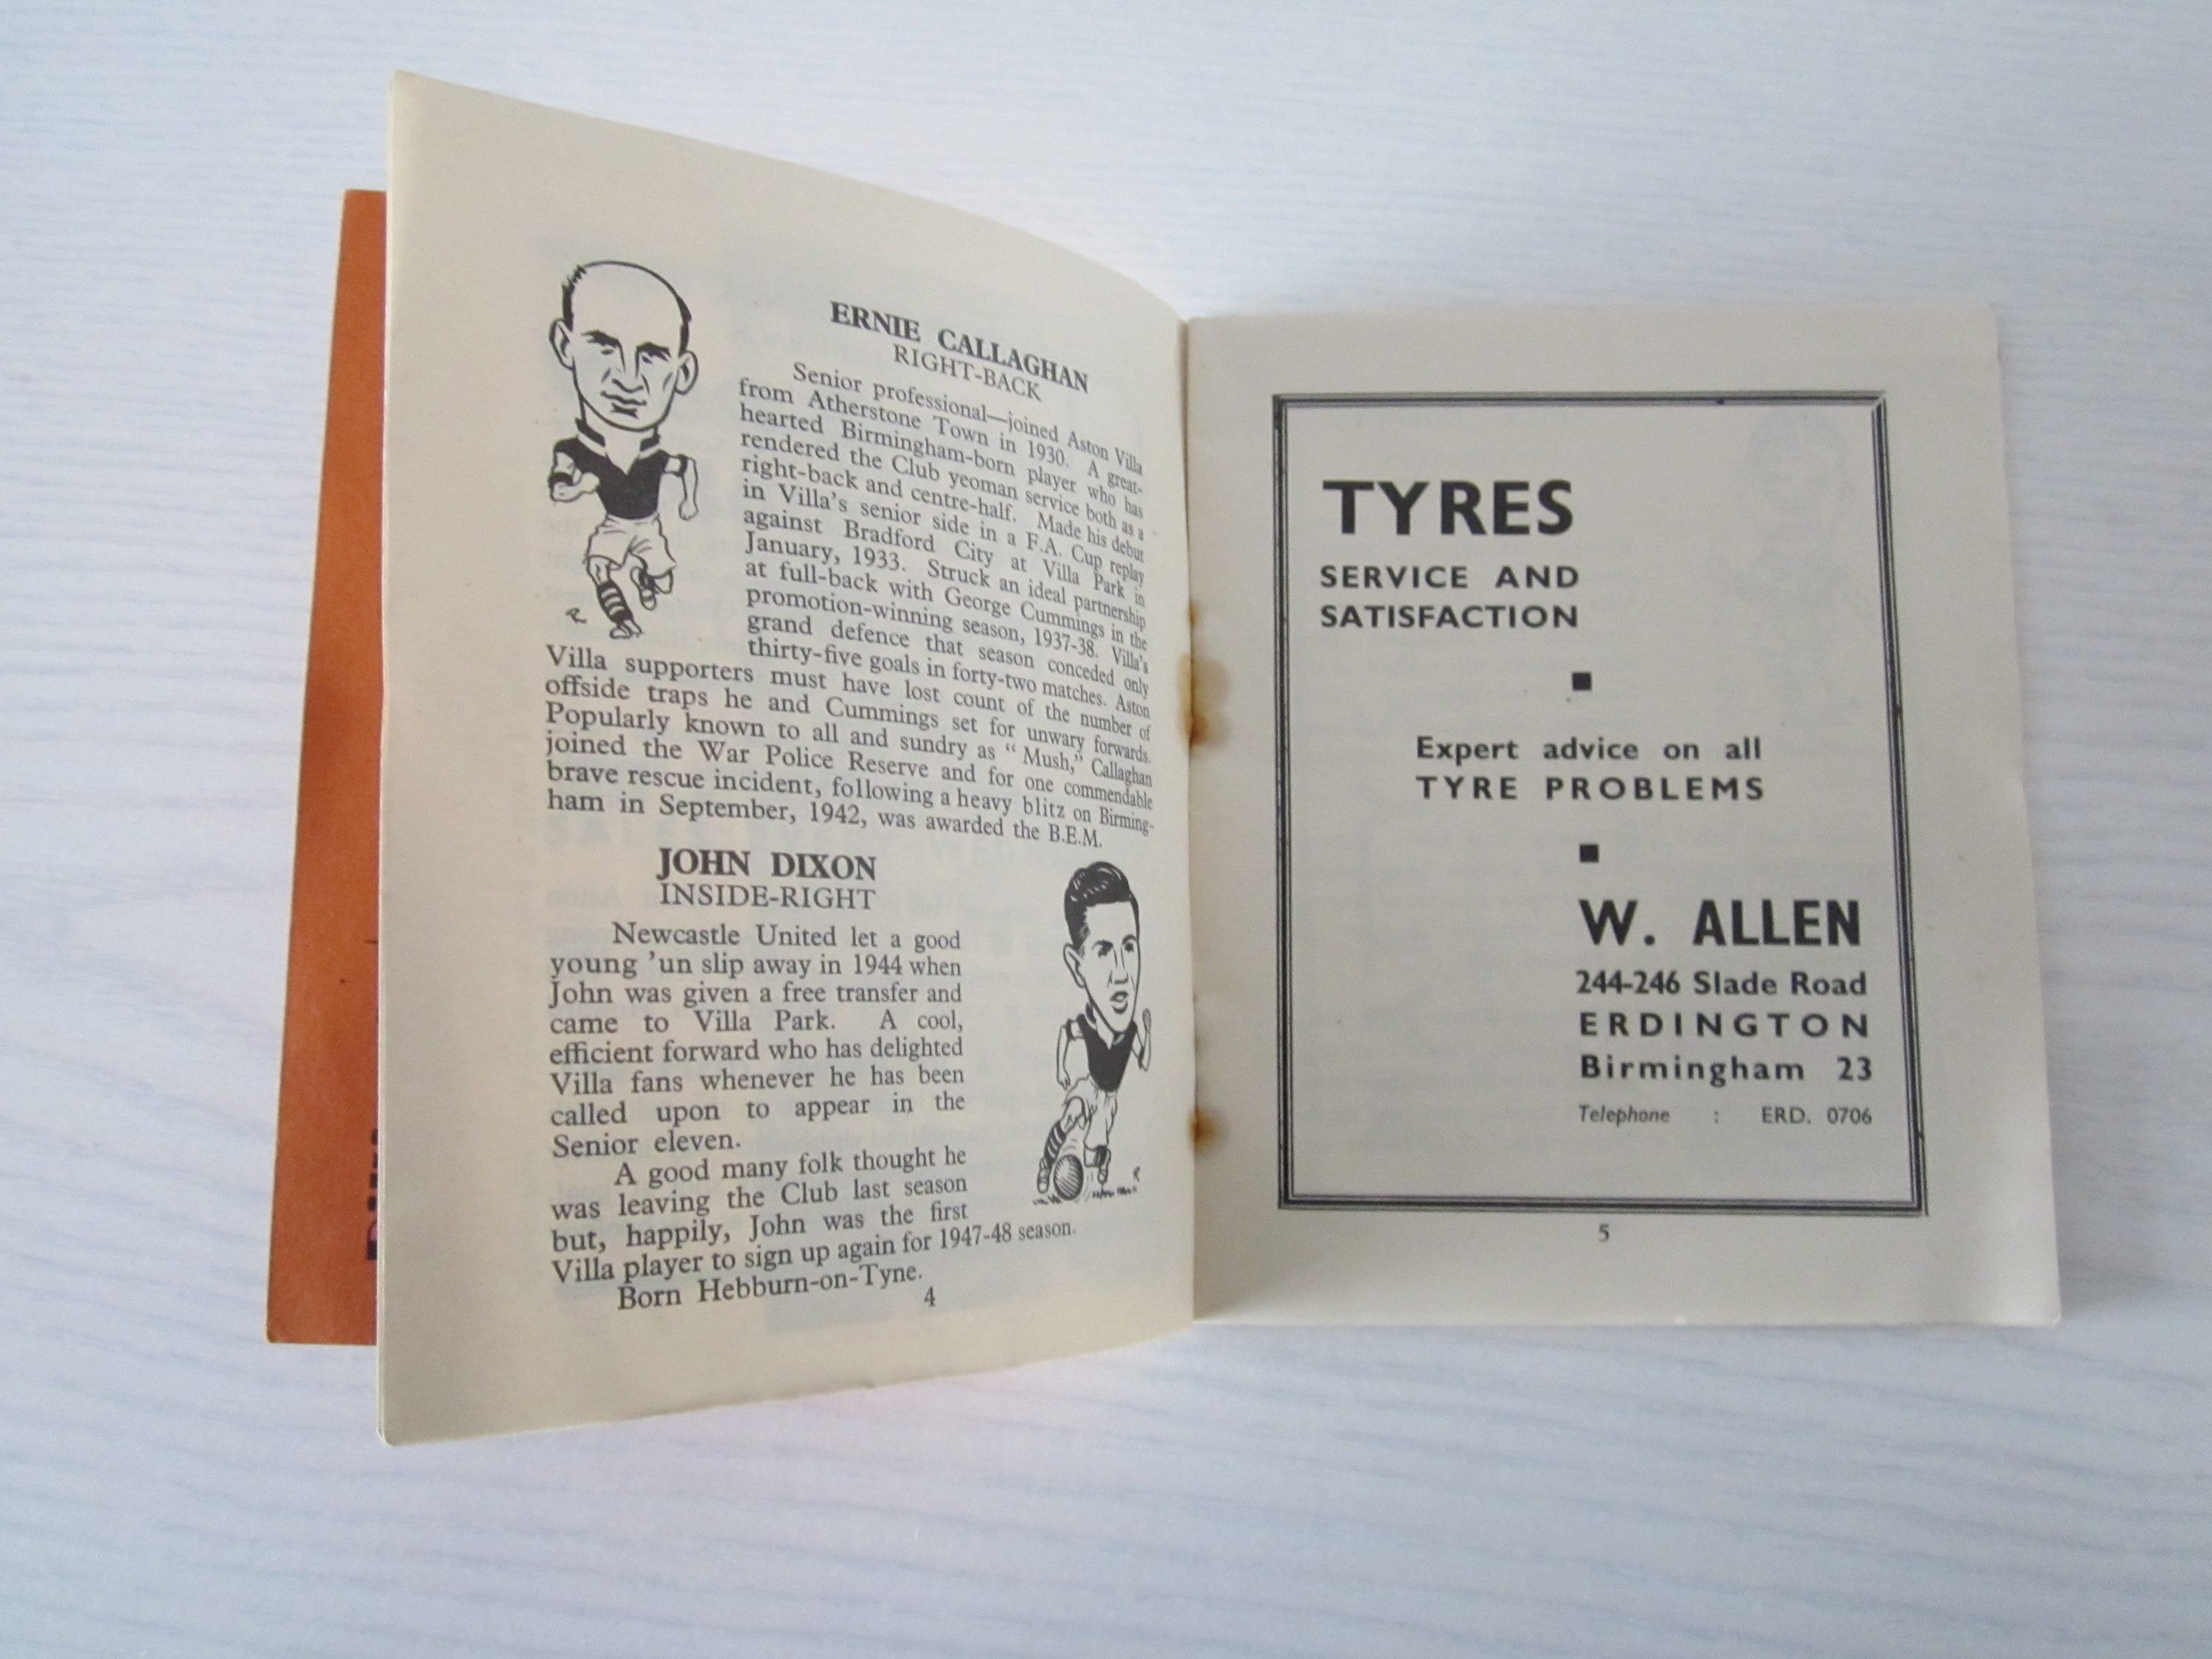 ERNIE CALLAGHAN
RIGHT-BACK
Senior professional—joined Aston Villa
from Atherstone Town in 1930. A great-
hearted Birmingham-born player who has
rendered the Club yeoman service both as a
right-back and centre-half. Made his debut
in Villa's senior side in a F.A. Cup replay
against Bradford City at Villa Park in
January, 1933. Struck an ideal partnership
at full-back with George Cummings in the
promotion-winning season, 1937-38. Villa's
grand defence that season conceded only
thirty-five goals in forty-two matches. Aston
Villa supporters must have lost count of the number of
offside traps he and Cummings set for unwary forwards.
Popularly known to all and sundry as “ Mush,” Callaghan
joined the War Police Reserve and for one commendable
brave rescue incident, following a heavy blitz on Birming-
ham in September, 1942, was awarded the B.E.M.
JOHN DIXON
INSIDE-RIGHT
Newcastle United let a good
young 'un slip away in 1944 when
John was given a free transfer and
came to Villa Park. A cool,
efficient forward who has delighted
Villa fans whenever he has been
called upon to appear in the
Senior eleven.
A good many folk thought he
was leaving the Club last season
but, happily, John was the first
Villa player to sign up again for 1947-48 season.
Born Hebburn-on-Tyne.
4
TYRES
SERVICE AND
SATISFACTION
Expert advice on all
TYRE PROBLEMS
W. ALLEN
244-246 Slade Road
ERDINGTON
Birmingham 23
Telephone : ERD. 0706
5